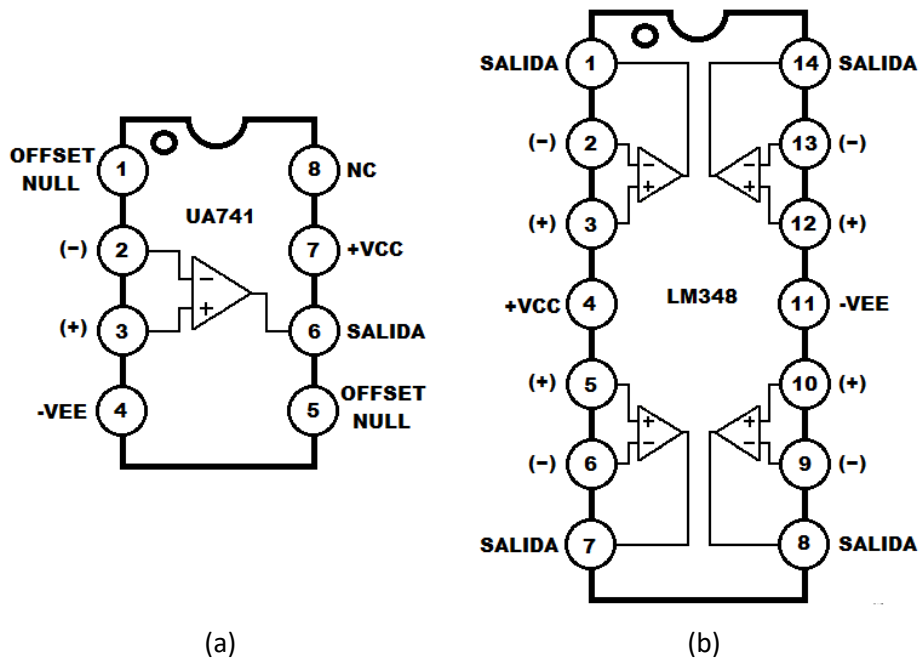 OFFSET NULL
1
8
NC
UA741
(−)
2
7
+VCC
−
+
(+)
3
6
SALIDA
-VEE
4
5
OFFSET NULL
(a)
SALIDA
1
14
SALIDA
(−)
2
13
(−)
−
+
−
+
(+)
3
12
(+)
+VCC
4
LM348
11
-VEE
(+)
5
10
(+)
+
−
+
−
(−)
6
9
(−)
SALIDA
7
8
SALIDA
(b)